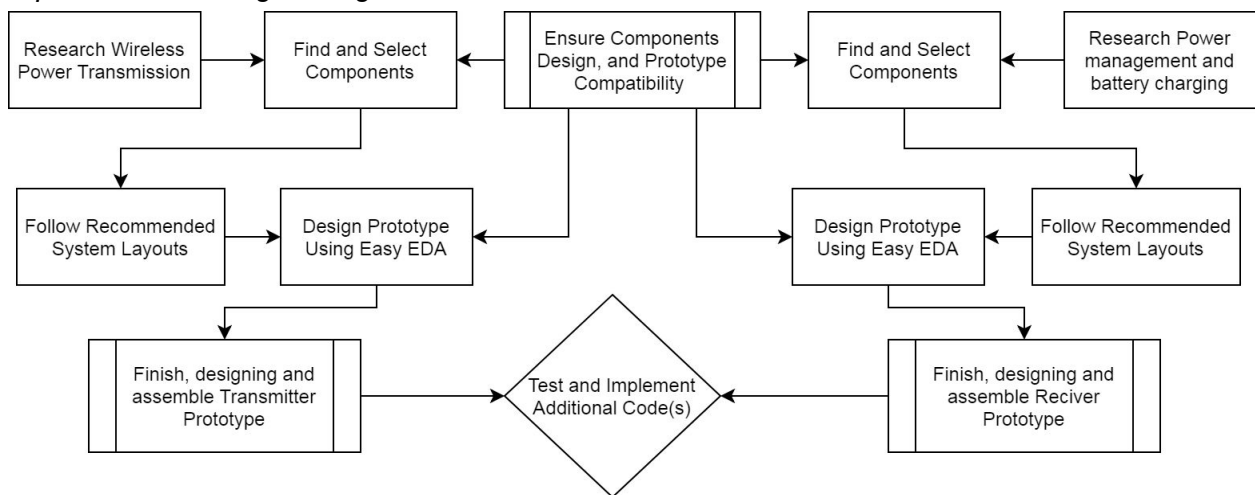 Research Wireless
Power Transmission
Find and Select
Components
Ensure Components
Design, and Prototype
Compatibility
Find and Select
Components
Research Power
management and
battery charging
Follow Recommended
System Layouts
Design Prototype
Using Easy EDA
Design Prototype
Using Easy EDA
Follow Recommended
System Layouts
Finish, designing and
assemble Transmitter
Prototype
Test and Implement
Additional Code(s)
Finish, designing and
assemble Reciver
Prototype